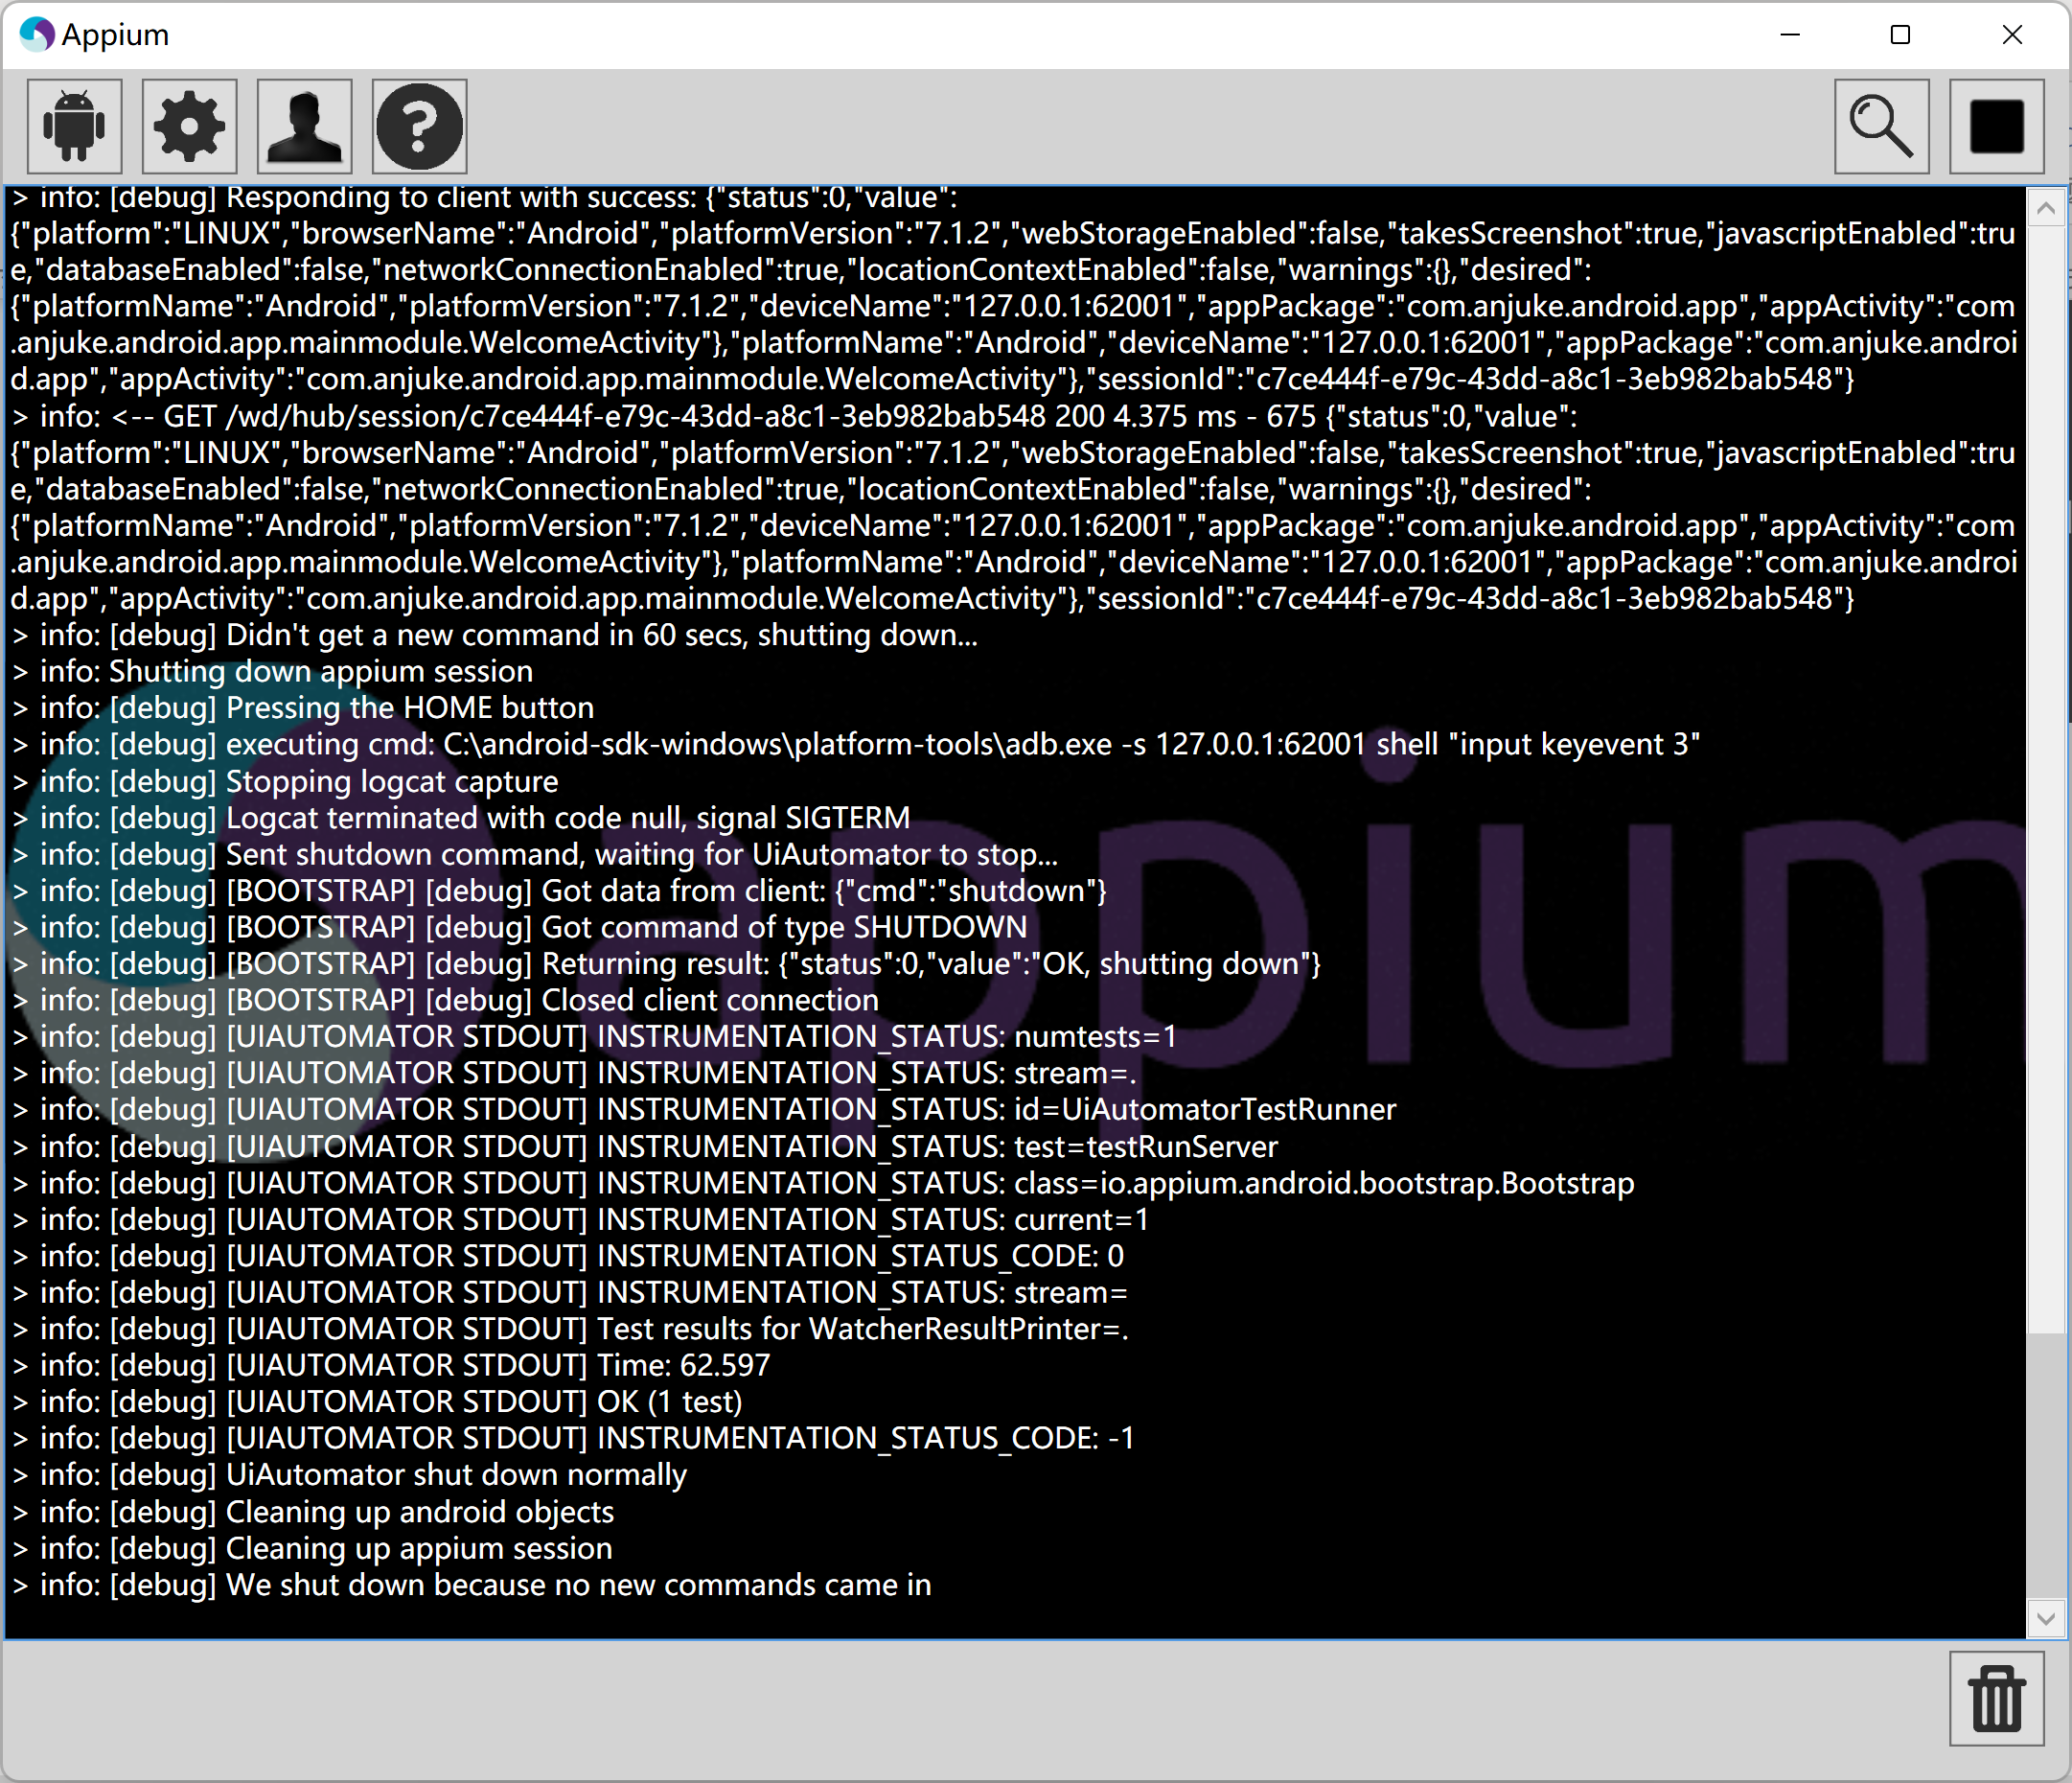 Appium
> info: [debug] Responding to client with success: {"status":0,"value":
{"platform":"LINUX","browserName":"Android","platformVersion":"7.1.2","webStorageEnabled":false,"takesScreenshot":true,"javascriptEnabled":tru
e,"databaseEnabled":false,"networkConnectionEnabled":true,"locationContextEnabled":false,"warnings":{},"desired":
{"platformName":"Android","platformVersion":"7.1.2","deviceName":"127.0.0.1:62001","appPackage":"com.anjuke.android.app","appActivity":"com
.anjuke.android.app.mainmodule.WelcomeActivity"},"platformName":"Android","deviceName":"127.0.0.1:62001","appPackage":"com.anjuke.androi
d.app","appActivity":"com.anjuke.android.app.mainmodule.WelcomeActivity"},"sessionId":"c7ce444f-e79c-43dd-a8c1-3eb982bab548"}
> info: <-- GET /wd/hub/session/c7ce444f-e79c-43dd-a8c1-3eb982bab548 200 4.375 ms - 675 {"status":0,"value":
{"platform":"LINUX","browserName":"Android","platformVersion":"7.1.2","webStorageEnabled":false,"takesScreenshot":true,"javascriptEnabled":tru
e,"databaseEnabled":false,"networkConnectionEnabled":true,"locationContextEnabled":false,"warnings":{},"desired":
{"platformName":"Android","platformVersion":"7.1.2","deviceName":"127.0.0.1:62001","appPackage":"com.anjuke.android.app","appActivity":"com
.anjuke.android.app.mainmodule.WelcomeActivity"},"platformName":"Android","deviceName":"127.0.0.1:62001","appPackage":"com.anjuke.androi
d.app","appActivity":"com.anjuke.android.app.mainmodule.WelcomeActivity"},"sessionId":"c7ce444f-e79c-43dd-a8c1-3eb982bab548"}
> info: [debug] Didn't get a new command in 60 secs, shutting down...
> info: Shutting down appium session
> info: [debug] Pressing the HOME button
> info: [debug] executing cmd: C:\android-sdk-windows\platform-tools\adb.exe -s 127.0.0.1:62001 shell "input keyevent 3"
> info: [debug] Stopping logcat capture
> info: [debug] Logcat terminated with code null, signal SIGTERM
> info: [debug] Sent shutdown command, waiting for UiAutomator to stop...
> info: [debug] [BOOTSTRAP] [debug] Got data from client: {"cmd":"shutdown"}
> info: [debug] [BOOTSTRAP] [debug] Got command of type SHUTDOWN
> info: [debug] [BOOTSTRAP] [debug] Returning result: {"status":0,"value":"OK, shutting down"}
> info: [debug] [BOOTSTRAP] [debug] Closed client connection
> info: [debug] [UIAUTOMATOR STDOUT] INSTRUMENTATION_STATUS: numtests=1
> info: [debug] [UIAUTOMATOR STDOUT] INSTRUMENTATION_STATUS: stream=.
> info: [debug] [UIAUTOMATOR STDOUT] INSTRUMENTATION_STATUS: id=UiAutomatorTestRunner
> info: [debug] [UIAUTOMATOR STDOUT] INSTRUMENTATION_STATUS: test=testRunServer
> info: [debug] [UIAUTOMATOR STDOUT] INSTRUMENTATION_STATUS: class=io.appium.android.bootstrap.Bootstrap
> info: [debug] [UIAUTOMATOR STDOUT] INSTRUMENTATION_STATUS: current=1
> info: [debug] [UIAUTOMATOR STDOUT] INSTRUMENTATION_STATUS_CODE: 0
> info: [debug] [UIAUTOMATOR STDOUT] INSTRUMENTATION_STATUS: stream=
> info: [debug] [UIAUTOMATOR STDOUT] Test results for WatcherResultPrinter=.
> info: [debug] [UIAUTOMATOR STDOUT] Time: 62.597
> info: [debug] [UIAUTOMATOR STDOUT] OK (1 test)
> info: [debug] [UIAUTOMATOR STDOUT] INSTRUMENTATION_STATUS_CODE: -1
> info: [debug] UiAutomator shut down normally
> info: [debug] Cleaning up android objects
> info: [debug] Cleaning up appium session
> info: [debug] We shut down because no new commands came in
appium